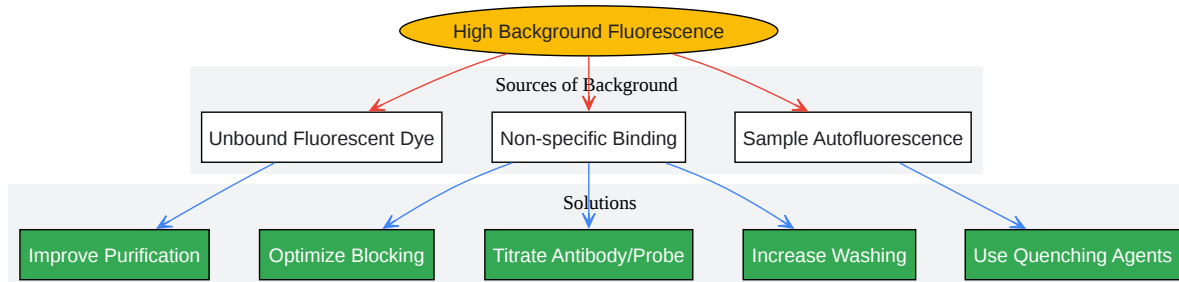 High Background Fluorescence
Sources of Background
Unbound Fluorescent Dye
Non-specific Binding
Sample Autofluorescence
Solutions
Improve Purification
Optimize Blocking
Titrate Antibody/Probe
Increase Washing
Use Quenching Agents